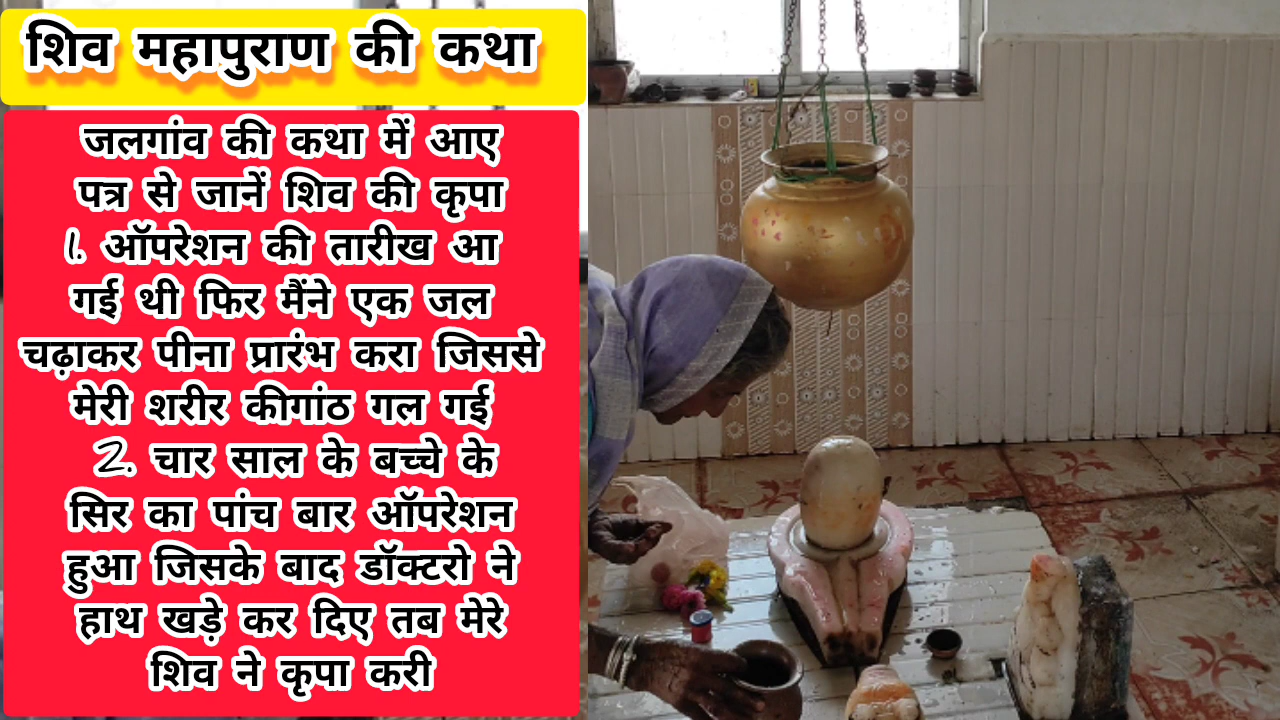 शिव महापुराण की कथा
जलगांव की कथा में आए
पत्र से जानें शिव की कृपा
1. ऑपरेशन की तारीख आ
गई थी फिर मैंने एक जल
चढ़ाकर पीना प्रारंभ करा जिससे
मेरी शरीर कीगांठ गल गई
2. चार साल के बच्चे के
सिर का पांच बार ऑपरेशन
हुआ जिसके बाद डॉक्टरो ने
हाथ खड़े कर दिए तब मेरे
शिव ने कृपा करी